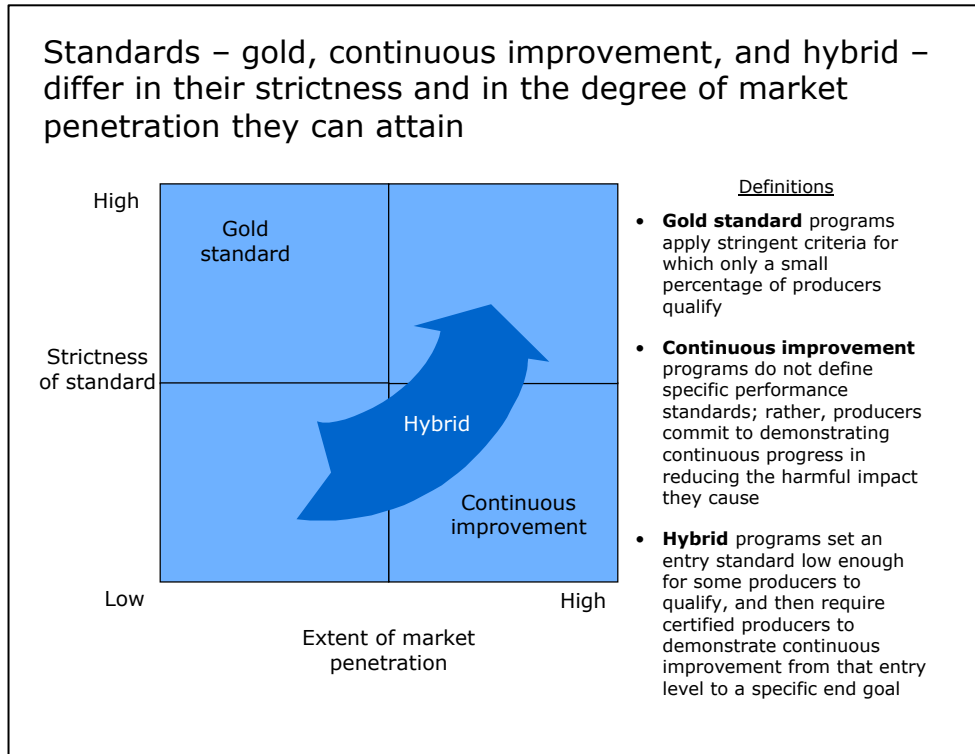 Standards – gold, continuous improvement, and hybrid –
differ in their strictness and in the degree of market
penetration they can attain
High
Gold
standard
Strictness
of standard
Hybrid
Continuous
improvement
Low
High
Extent of market
penetration
Definitions
• Gold standard programs
apply stringent criteria for
which only a small
percentage of producers
qualify
• Continuous improvement
programs do not define
specific performance
standards; rather, producers
commit to demonstrating
continuous progress in
reducing the harmful impact
they cause
• Hybrid programs set an
entry standard low enough
for some producers to
qualify, and then require
certified producers to
demonstrate continuous
improvement from that entry
level to a specific end goal